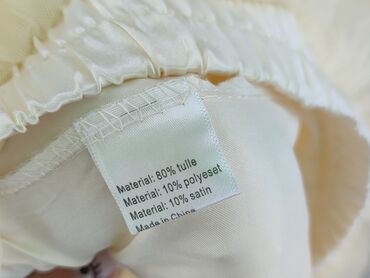 Material: 80% tulle
Material: 10% polyeset
Material: 10% satin
Made in China